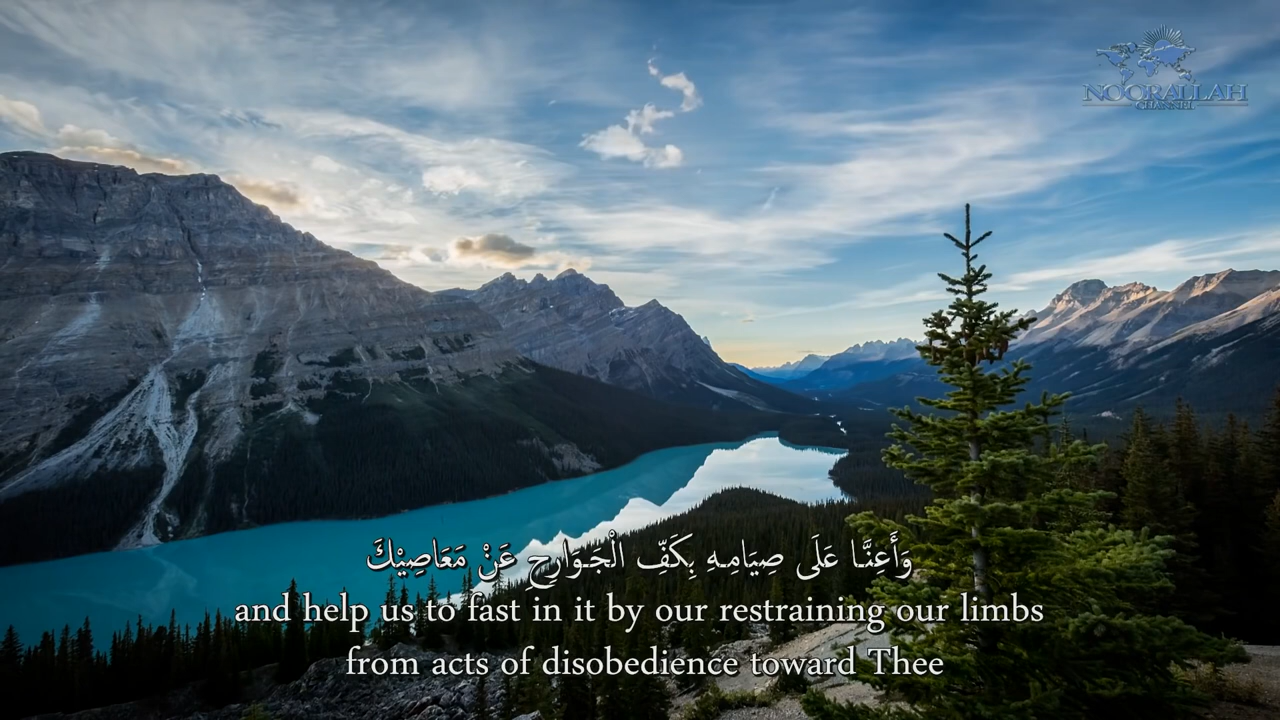 NOORALLAH
CHANNEL
وَأَعِنَّا عَلَى صِيَامِهِ بِكَفِّ الْجَوَارِحِ عَنْ مَعَاصِيْكَ
and help us to fast in it by our restraining our limbs
from acts of disobedience toward Thee